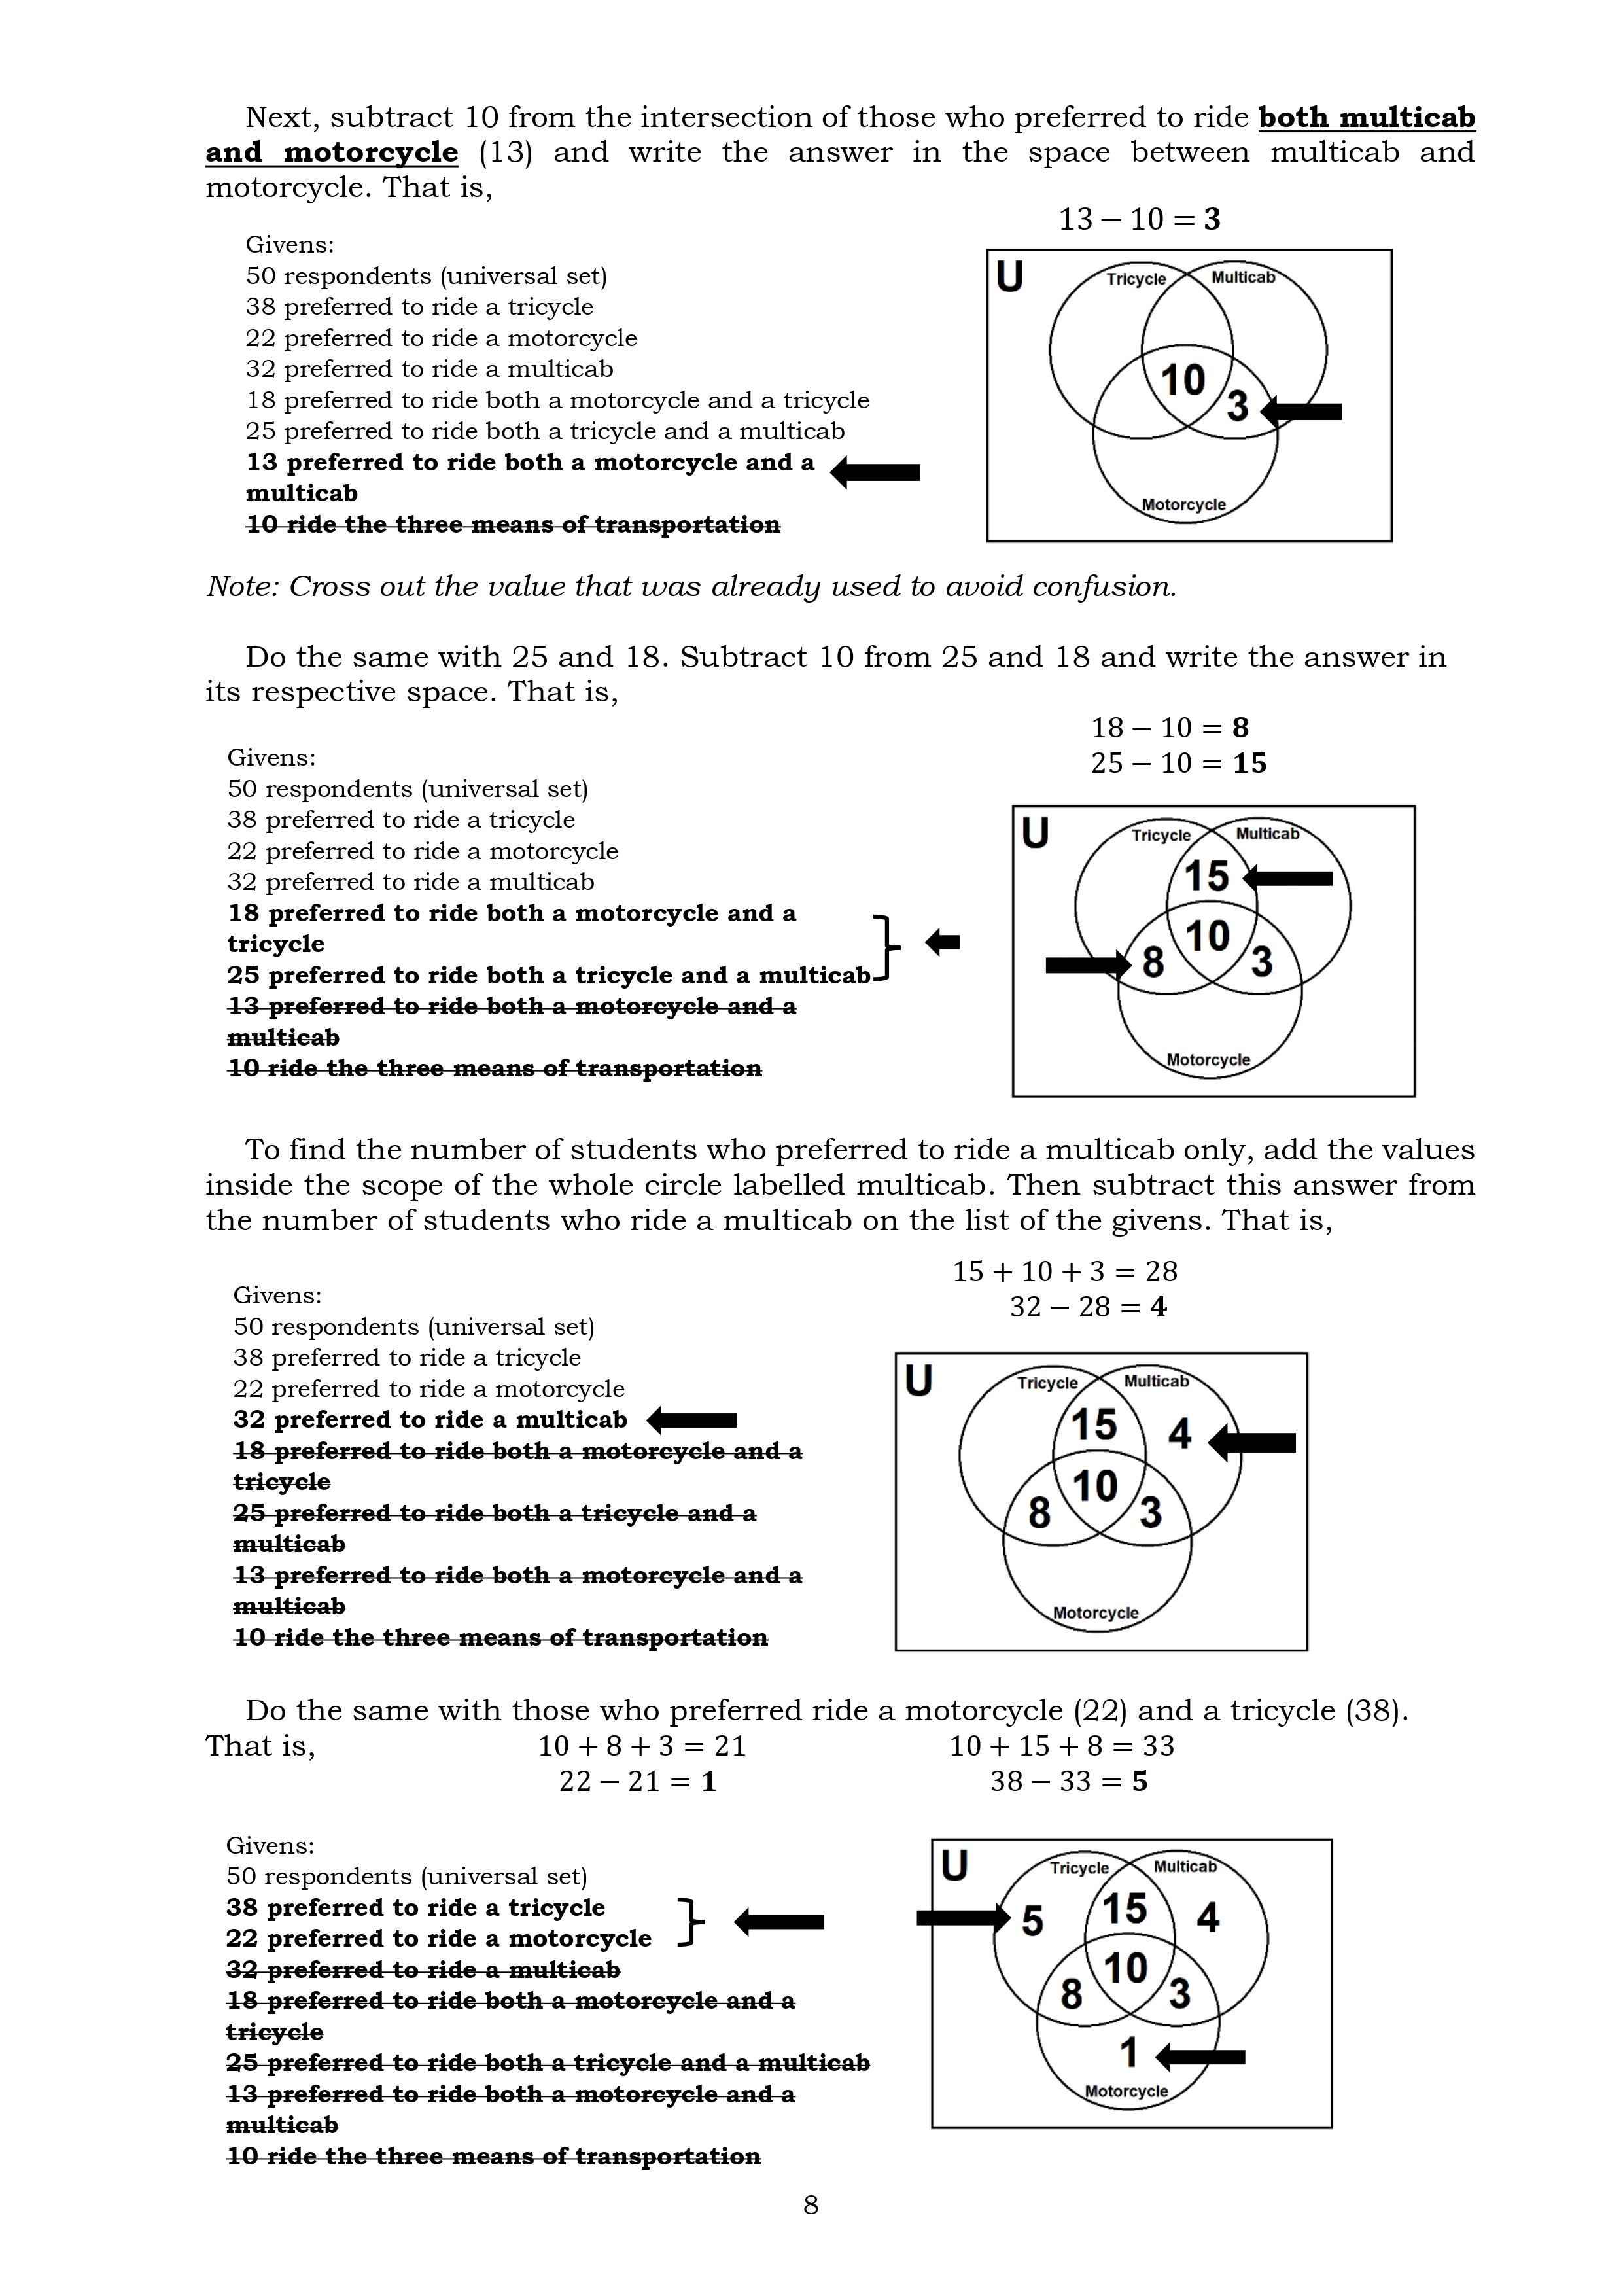 Next, subtract 10 from the intersection of those who preferred to ride both multicab
and motorcycle (13) and write the answer in the space between multicab and
motorcycle. That is,
13 − 10 = 3
Givens:
50 respondents (universal set)
38 preferred to ride a tricycle
22 preferred to ride a motorcycle
32 preferred to ride a multicab
18 preferred to ride both a motorcycle and a tricycle
25 preferred to ride both a tricycle and a multicab
13 preferred to ride both a motorcycle and a
multicab
10 ride the three means of transportation
U
Tricycle
Multicab
10
3
Motorcycle
Note: Cross out the value that was already used to avoid confusion.
Do the same with 25 and 18. Subtract 10 from 25 and 18 and write the answer in
its respective space. That is,
18 − 10 = 8
25 − 10 = 15
Givens:
50 respondents (universal set)
38 preferred to ride a tricycle
22 preferred to ride a motorcycle
32 preferred to ride a multicab
18 preferred to ride both a motorcycle and a
tricycle
25 preferred to ride both a tricycle and a multicab
13 preferred to ride both a motorcycle and a
multicab
10 ride the three means of transportation
U
Tricycle
Multicab
15
10
8
3
Motorcycle
To find the number of students who preferred to ride a multicab only, add the values
inside the scope of the whole circle labelled multicab. Then subtract this answer from
the number of students who ride a multicab on the list of the givens. That is,
15 + 10 + 3 = 28
32 − 28 = 4
Givens:
50 respondents (universal set)
38 preferred to ride a tricycle
22 preferred to ride a motorcycle
32 preferred to ride a multicab
18 preferred to ride both a motorcycle and a
tricycle
25 preferred to ride both a tricycle and a
multicab
13 preferred to ride both a motorcycle and a
multicab
10 ride the three means of transportation
U
Tricycle
Multicab
15
4
10
8
3
Motorcycle
Do the same with those who preferred ride a motorcycle (22) and a tricycle (38).
That is, 10 + 8 + 3 = 21 10 + 15 + 8 = 33
22 − 21 = 1 38 − 33 = 5
Givens:
50 respondents (universal set)
38 preferred to ride a tricycle
22 preferred to ride a motorcycle
32 preferred to ride a multicab
18 preferred to ride both a motorcycle and a
tricycle
25 preferred to ride both a tricycle and a multicab
13 preferred to ride both a motorcycle and a
multicab
10 ride the three means of transportation
U
Tricycle
Multicab
5
15
4
10
8
3
1
Motorcycle
8